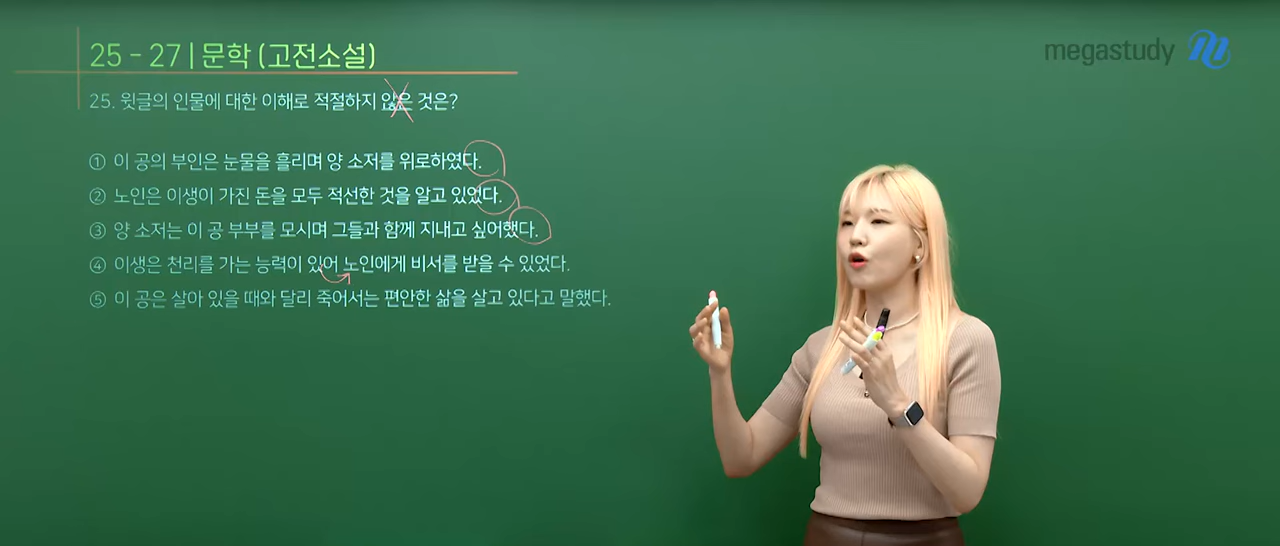 25 - 27 | 문학 (고전소설)
megastudy
25. 윗글의 인물에 대한 이해로 적절하지 않은 것은?
① 이 공의 부인은 눈물을 흘리며 양 소저를 위로하였다.
② 노인은 이생이 가진 돈을 모두 적선한 것을 알고 있었다.
③ 양 소저는 이 공 부부를 모시며 그들과 함께 지내고 싶어했다.
④ 이생은 천리를 가는 능력이 있어 노인에게 비서를 받을 수 있었다.
⑤ 이 공은 살아 있을 때와 달리 죽어서는 편안한 삶을 살고 있다고 말했다.